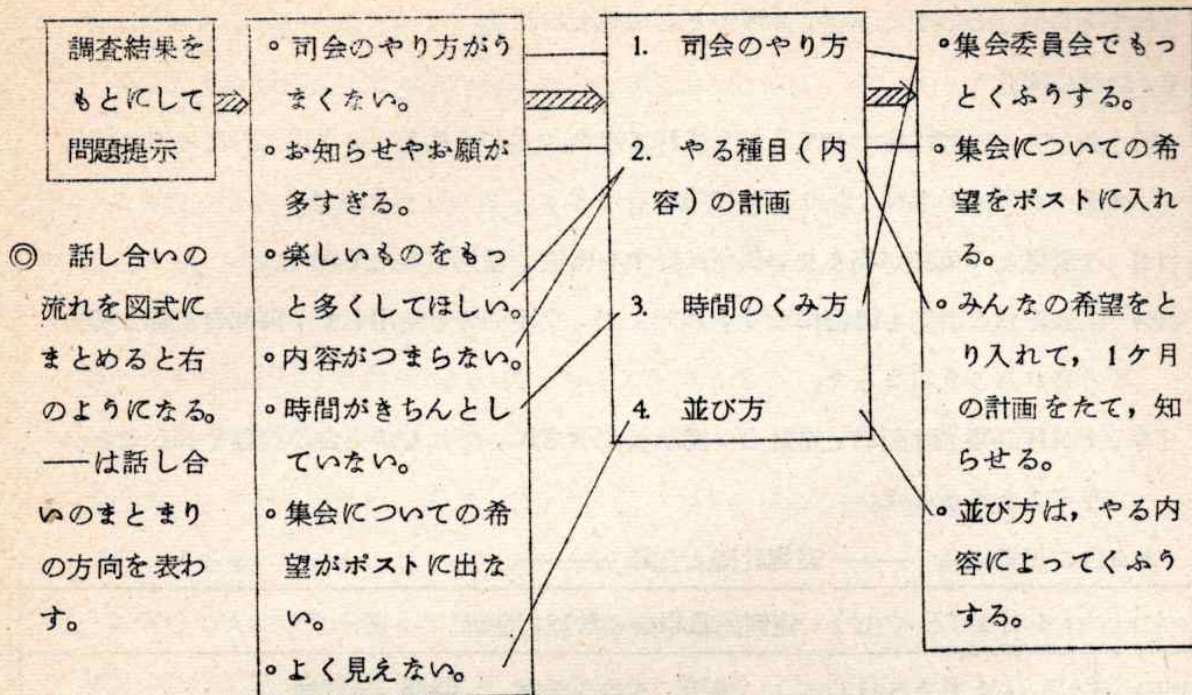 調査結果を
もとにして
問題提示
◎ 話し合いの
流れを図式に
まとめると右
のようになる。
──は話し合
いのまとまり
の方向を表わ
す。
∘ 司会のやり方がう
まくない。
∘お知らせやお願が
多すぎる。
∘楽しいものをもっ
と多くしてほしい。
∘内容がつまらない。
∘時間がきちんとし
ていない。
∘集会についての希
望がポストに出な
い。
∘よく見えない。
1. 司会のやり方
2. やる種目(内
容)の計画
3. 時間のくみ方
4. 並び方
∘集会委員会でもっ
とくふうする。
∘集会についての希
望をポストに入れ
る。
∘みんなの希望をと
り入れて,1ケ月
の計画をたて,知
らせる。
∘並び方は,やる内
容によってくふう
する。